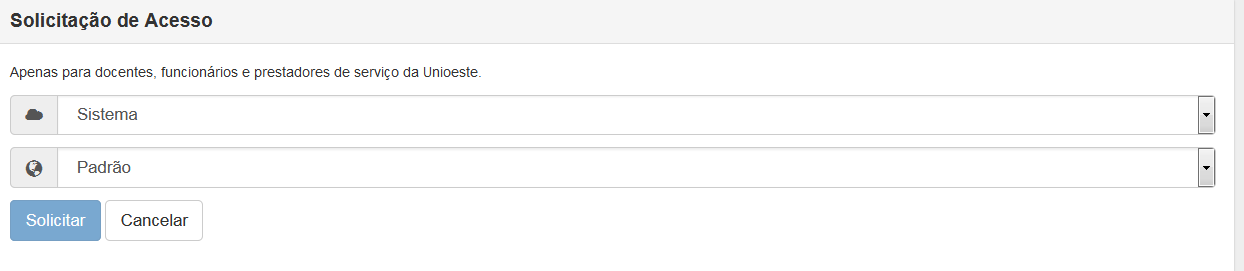 Solicitação de Acesso
Apenas para docentes, funcionários e prestadores de serviço da Unioeste.
Sistema
Padrão
Solicitar Cancelar